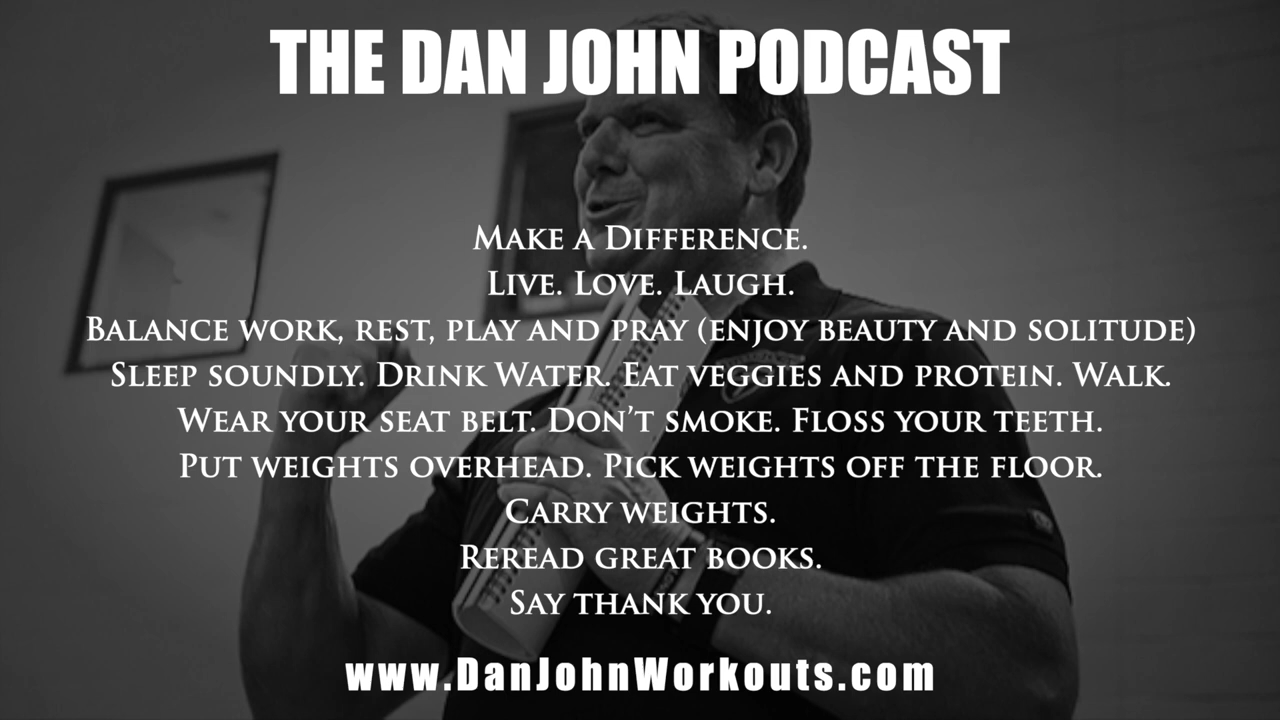 THE DAN JOHN PODCAST
MAKE A DIFFERENCE.
LIVE. LOVE. LAUGH.
BALANCE WORK, REST, PLAY AND PRAY (ENJOY BEAUTY AND SOLITUDE)
SLEEP SOUNDLY. DRINK WATER. EAT VEGGIES AND PROTEIN. WALK.
WEAR YOUR SEAT BELT. DON'T SMOKE. FLOSS YOUR TEETH.
PUT WEIGHTS OVERHEAD. PICK WEIGHTS OFF THE FLOOR.
CARRY WEIGHTS.
REREAD GREAT BOOKS.
SAY THANK YOU.
www.DanJohnWorkouts.com